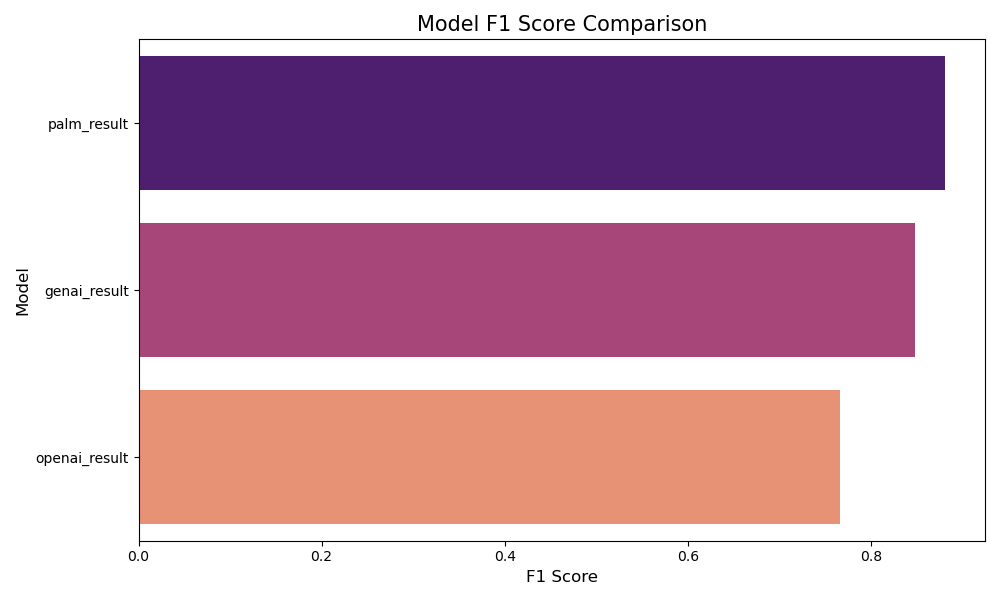 Model F1 Score Comparison
Model
palm_result
genai_result
openai_result
0.0 0.2 0.4 0.6 0.8
F1 Score